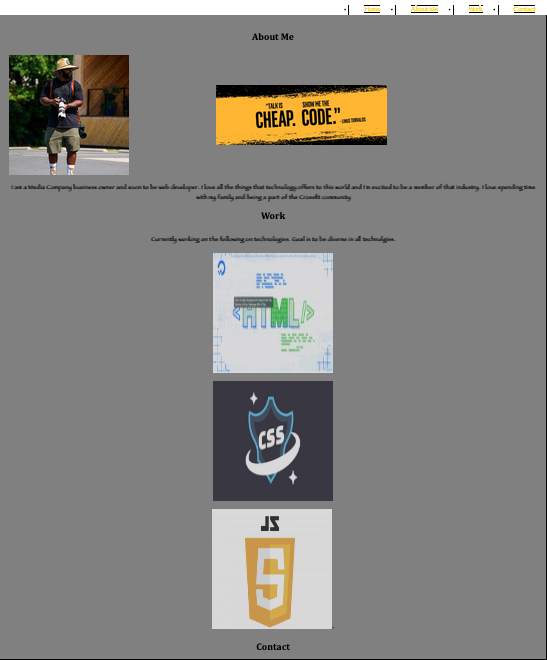 Home
About Me
Work
Contact
About Me
"TALK IS CHEAP. SHOW ME THE CODE." - LINUS TORVALDS
I am a Media Company business owner and soon to be web developer. I love all the things that technology offers to this world and I'm excited to be a member of that industry. I love spending time
with my family and being a part of the Crossfit community.
Work
Currently working on the following on technologies. Goal is to be diverse in all technolgies.
<HTML/>
CSS
JS
5
Contact